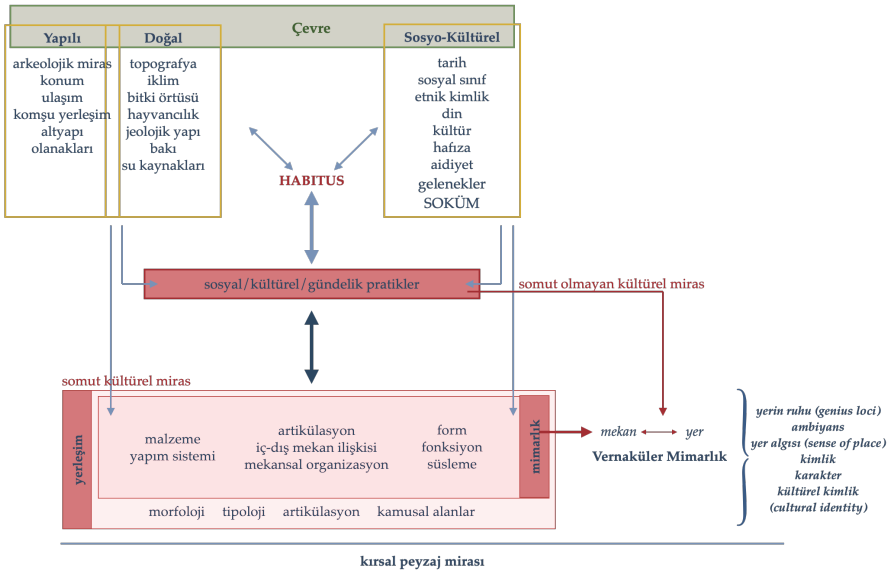 Çevre
Yapılı
arkeolojik miras
konum
ulaşım
komşu yerleşim
altyapı
olanakları
Doğal
topografya
iklim
bitki örtüsü
hayvancılık
jeolojik yapı
bakı
su kaynakları
Sosyo-Kültürel
tarih
sosyal sınıf
etnik kimlik
din
kültür
hafıza
aidiyet
gelenekler
SOKÜM
HABITUS
sosyal/kültürel/gündelik pratikler
somut olmayan kültürel miras
somut kültürel miras
yerleşim
malzeme
yapım sistemi
artikülasyon
iç-dış mekan ilişkisi
mekansal organizasyon
form
fonksiyon
süsleme
mimarlık
morfoloji tipoloji artikülasyon kamusal alanlar
mekan yer
Vernaküler Mimarlık
yerin ruhu (genius loci)
ambiyans
yer algısı (sense of place)
kimlik
karakter
kültürel kimlik
(cultural identity)
kırsal peyzaj mirası